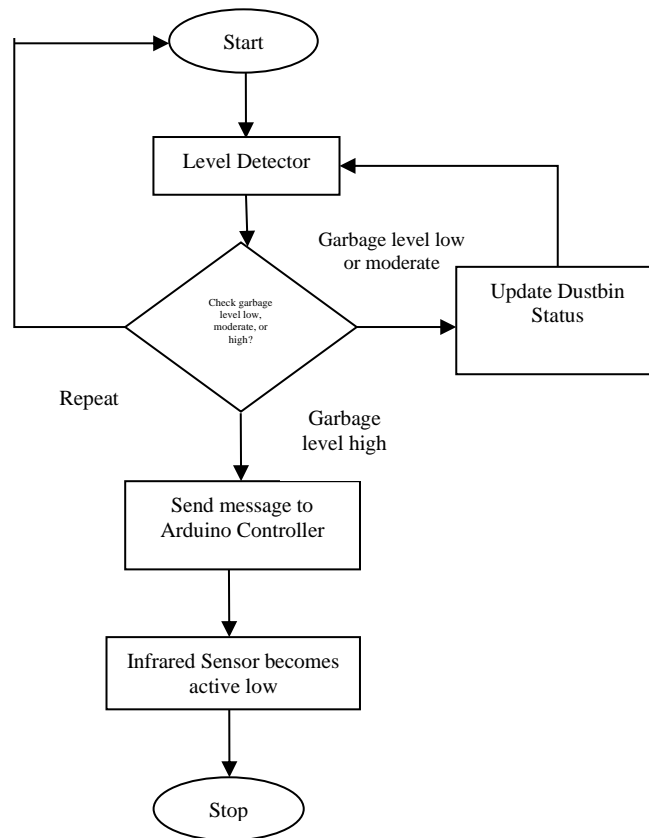 Start
Level Detector
Garbage level low
or moderate
Check garbage
level low,
moderate, or
high?
Update Dustbin
Status
Repeat
Garbage
level high
Send message to
Arduino Controller
Infrared Sensor becomes
active low
Stop